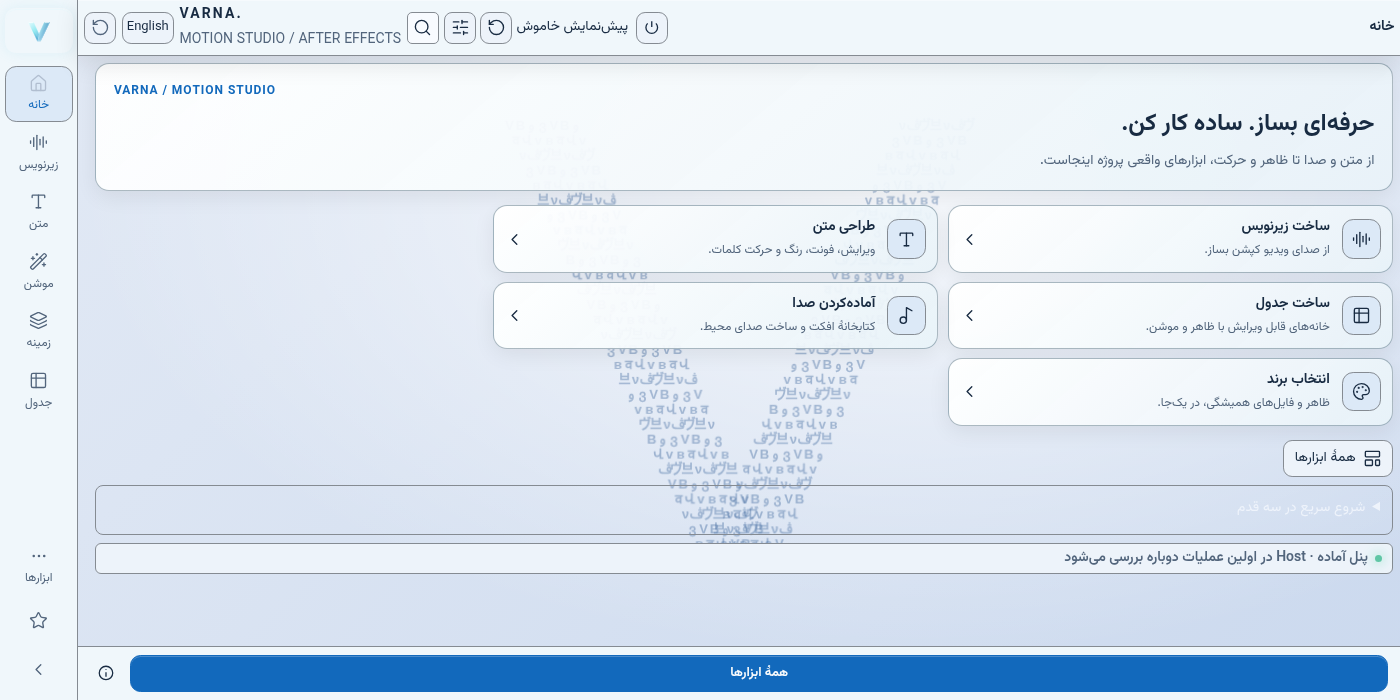 خانه
پیش‌نمایش خاموش
VARNA.
MOTION STUDIO / AFTER EFFECTS
English
خانه
زیرنویس
متن
موشن
زمینه
جدول
ابزارها
VARNA / MOTION STUDIO
حرفه‌ای بساز. ساده کار کن.
از متن و صدا تا ظاهر و حرکت، ابزارهای واقعی پروژه اینجاست.
ساخت زیرنویس
از صدای ویدیو کپشن بساز.
طراحی متن
ویرایش، فونت، رنگ و حرکت کلمات.
ساخت جدول
خانه‌های قابل ویرایش با ظاهر و موشن.
آماده‌کردن صدا
کتابخانهٔ افکت و ساخت صدای محیط.
انتخاب برند
ظاهر و فایل‌های همیشگی، در یک‌جا.
همهٔ ابزارها
شروع سریع در سه قدم
پنل آماده · Host در اولین عملیات دوباره بررسی می‌شود
همهٔ ابزارها